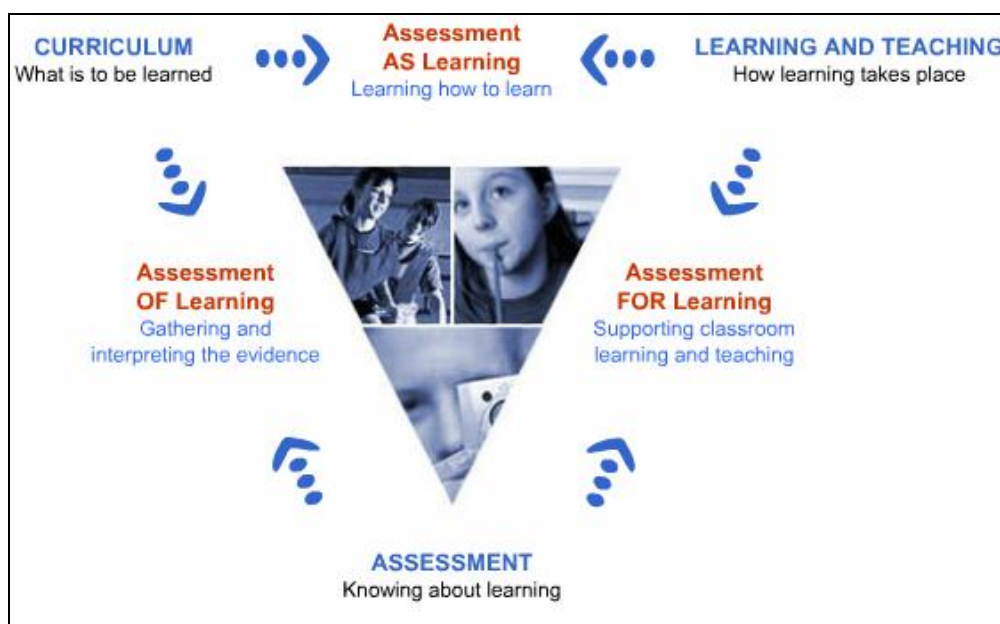 CURRICULUM
What is to be learned
Assessment
AS Learning
Learning how to learn
LEARNING AND TEACHING
How learning takes place
Assessment
OF Learning
Gathering and
interpreting the evidence
Assessment
FOR Learning
Supporting classroom
learning and teaching
ASSESSMENT
Knowing about learning